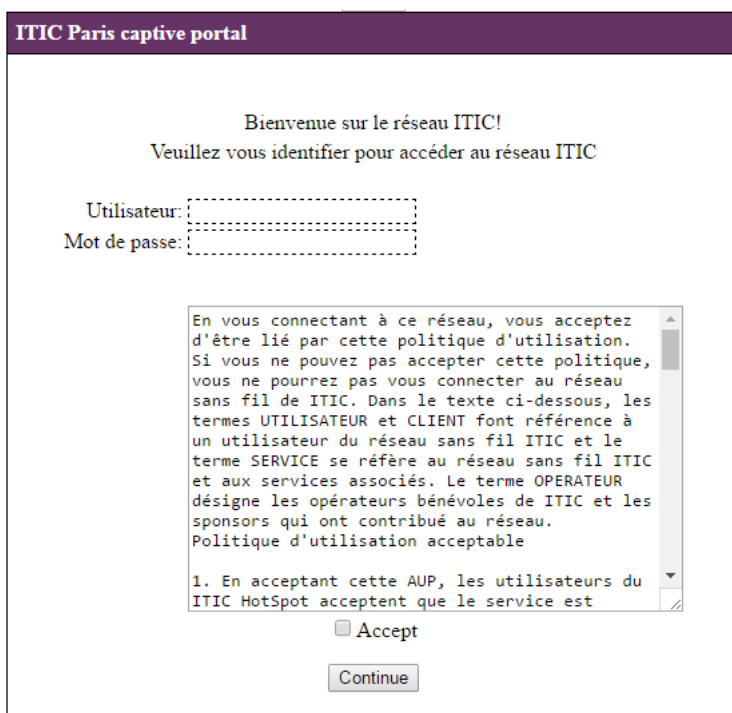 ITIC Paris captive portal
Bienvenue sur le réseau ITIC!
Veuillez vous identifier pour accéder au réseau ITIC
Utilisateur:
Mot de passe:
En vous connectant à ce réseau, vous acceptez
d'être lié par cette politique d'utilisation.
Si vous ne pouvez pas accepter cette politique,
vous ne pourrez pas vous connecter au réseau
sans fil de ITIC. Dans le texte ci-dessous, les
termes UTILISATEUR et CLIENT font référence à
un utilisateur du réseau sans fil ITIC et le
terme SERVICE se réfère au réseau sans fil ITIC
et aux services associés. Le terme OPERATEUR
désigne les opérateurs bénévoles de ITIC et les
sponsors qui ont contribué au réseau.
Politique d'utilisation acceptable
1. En acceptant cette AUP, les utilisateurs du
ITIC HotSpot acceptent que le service est
Accept
Continue